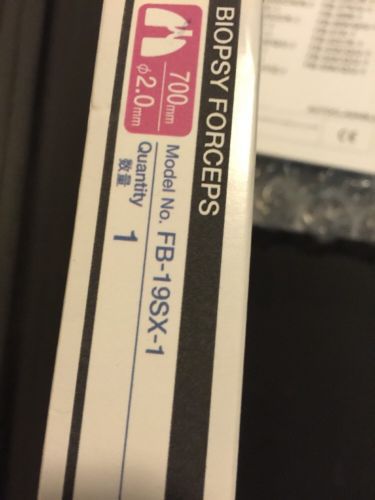 BIOPSY FORCEPS
700mm
φ2.0mm
Model No. FB-19SX-1
Quantity 1
数量
CE